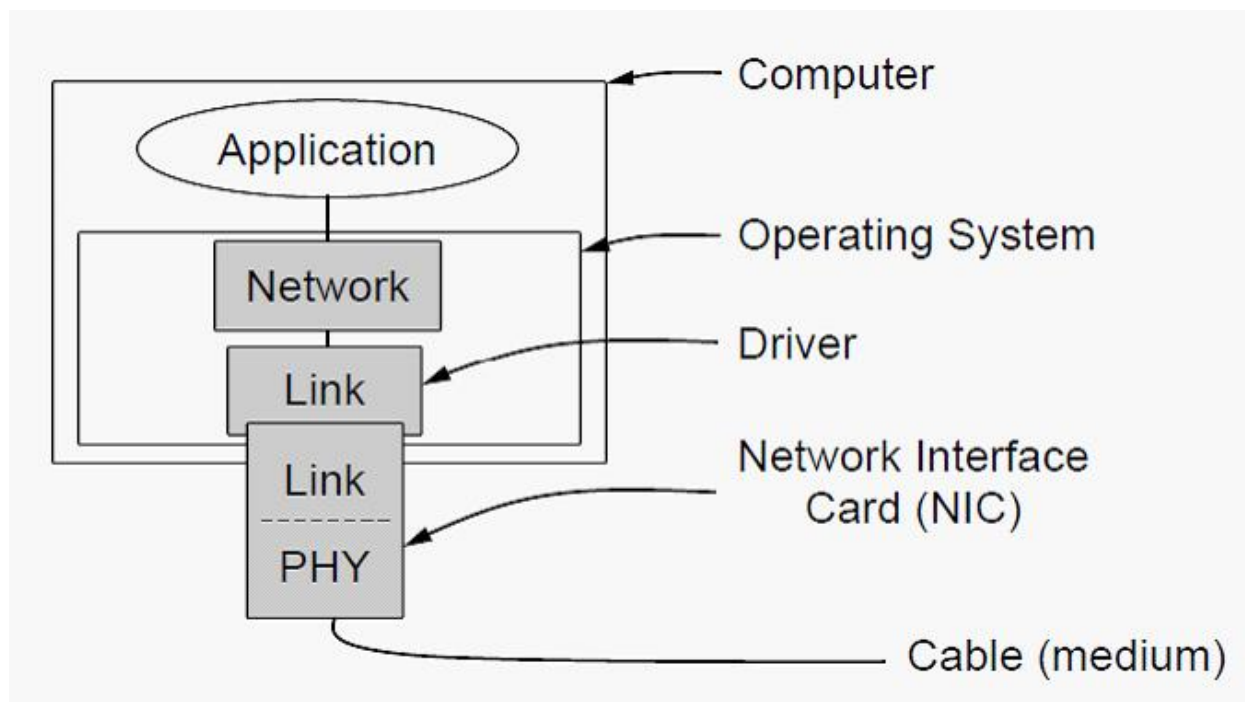 Computer
Application
Operating System
Network
Driver
Link
Network Interface
Card (NIC)
Link
PHY
Cable (medium)